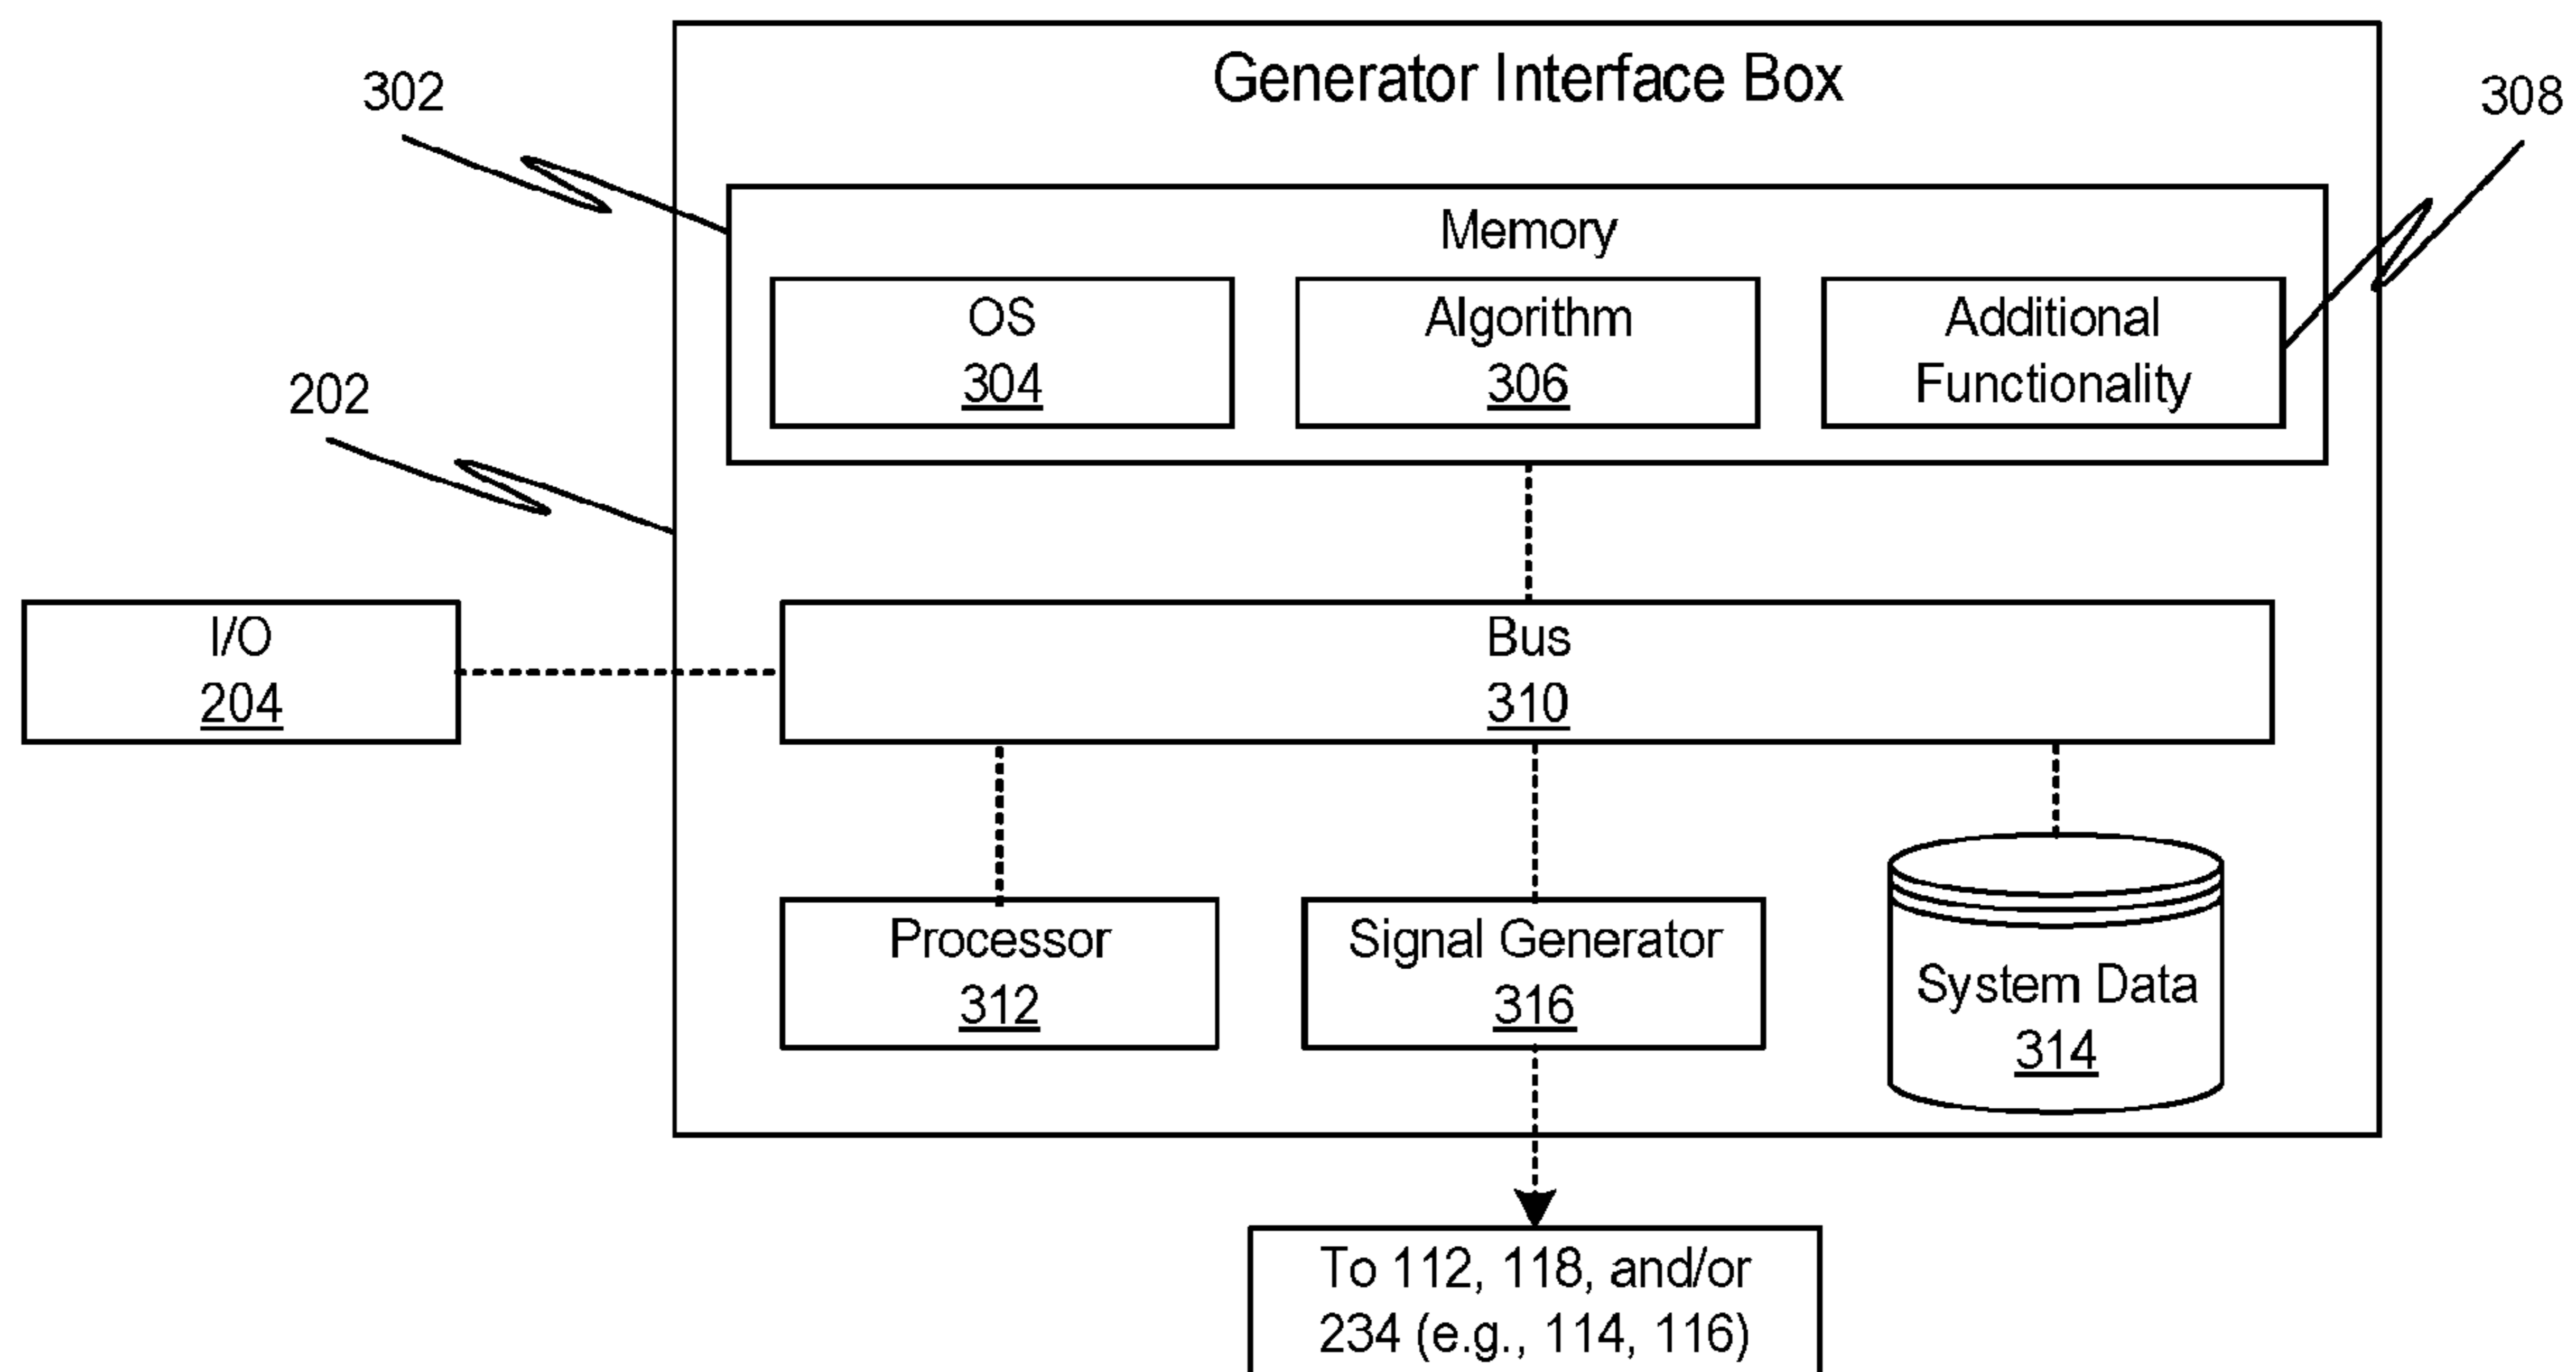 Generator Interface Box
302
308
Memory
OS
304
Algorithm
306
Additional
Functionality
202
I/O
204
Bus
310
Processor
312
Signal Generator
316
System Data
314
To 112, 118, and/or
234 (e.g., 114, 116)